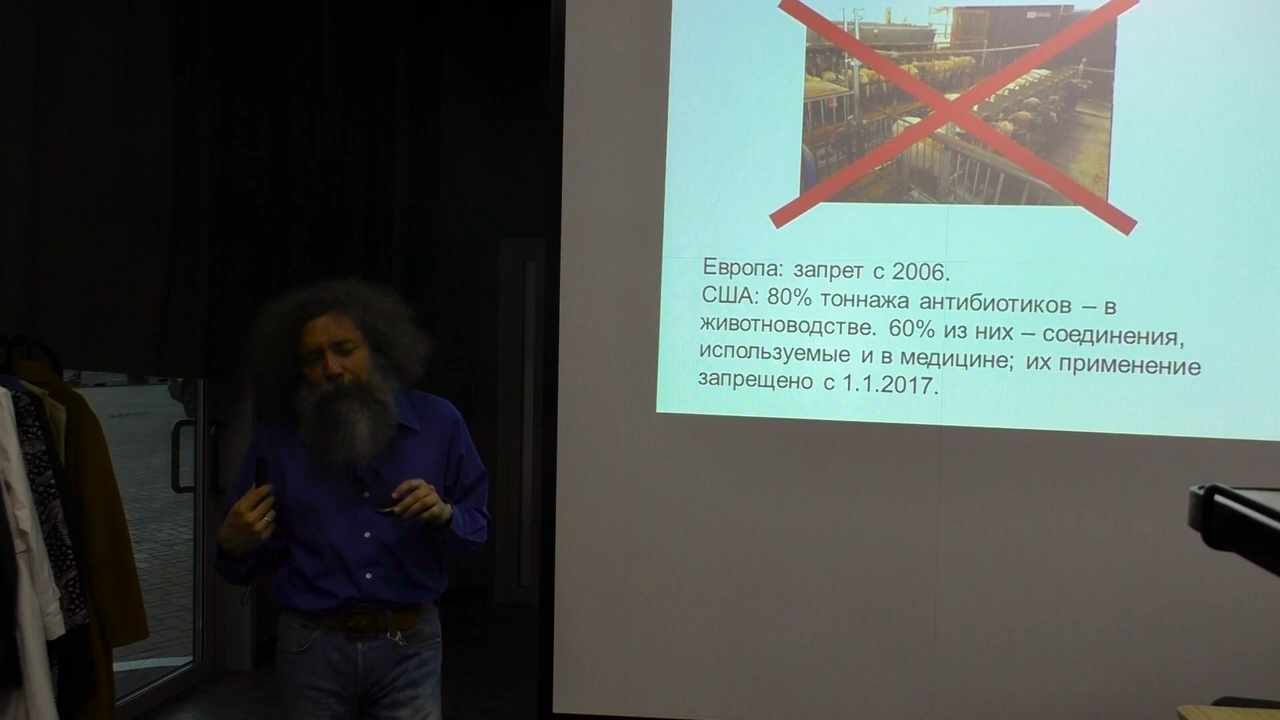 Европа: запрет с 2006.
США: 80% тоннажа антибиотиков – в
животноводстве. 60% из них – соединения,
используемые и в медицине; их применение
запрещено с 1.1.2017.